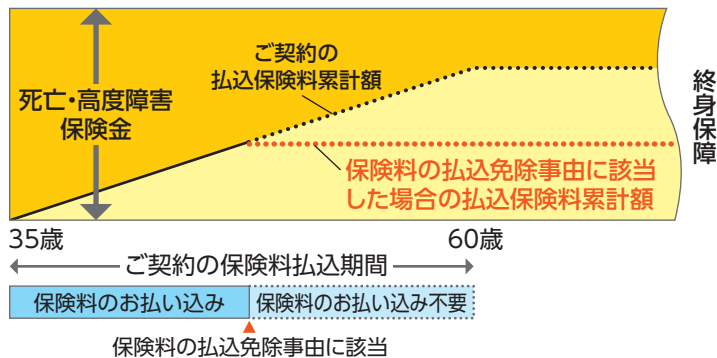 ご契約の
払込保険料累計額
死亡・高度障害
保険金
終身保障
保険料の払込免除事由に該当
した場合の払込保険料累計額
35歳
60歳
ご契約の保険料払込期間
保険料のお払い込み
保険料のお払い込み不要
保険料の払込免除事由に該当